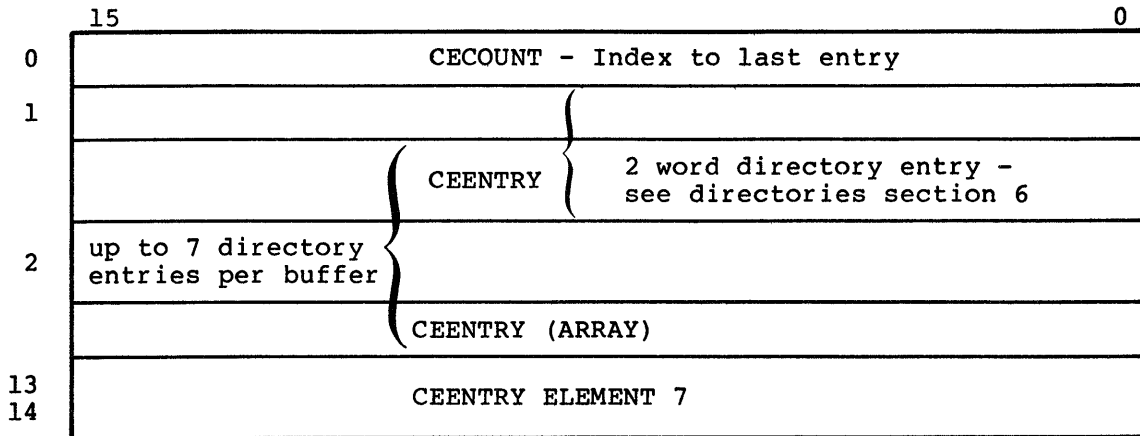 15 0
0 CECOUNT - Index to last entry
1
CEENTRY 2 word directory entry -
see directories section 6
2 up to 7 directory
entries per buffer
CEENTRY (ARRAY)
13
14 CEENTRY ELEMENT 7